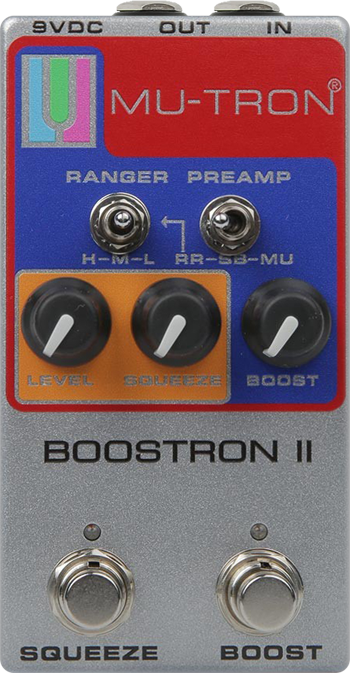 9VDC OUT IN
MU-TRON®
RANGER PREAMP
H-M-L RR-SB-MU
LEVEL SQUEEZE BOOST
BOOSTRON II
SQUEEZE BOOST